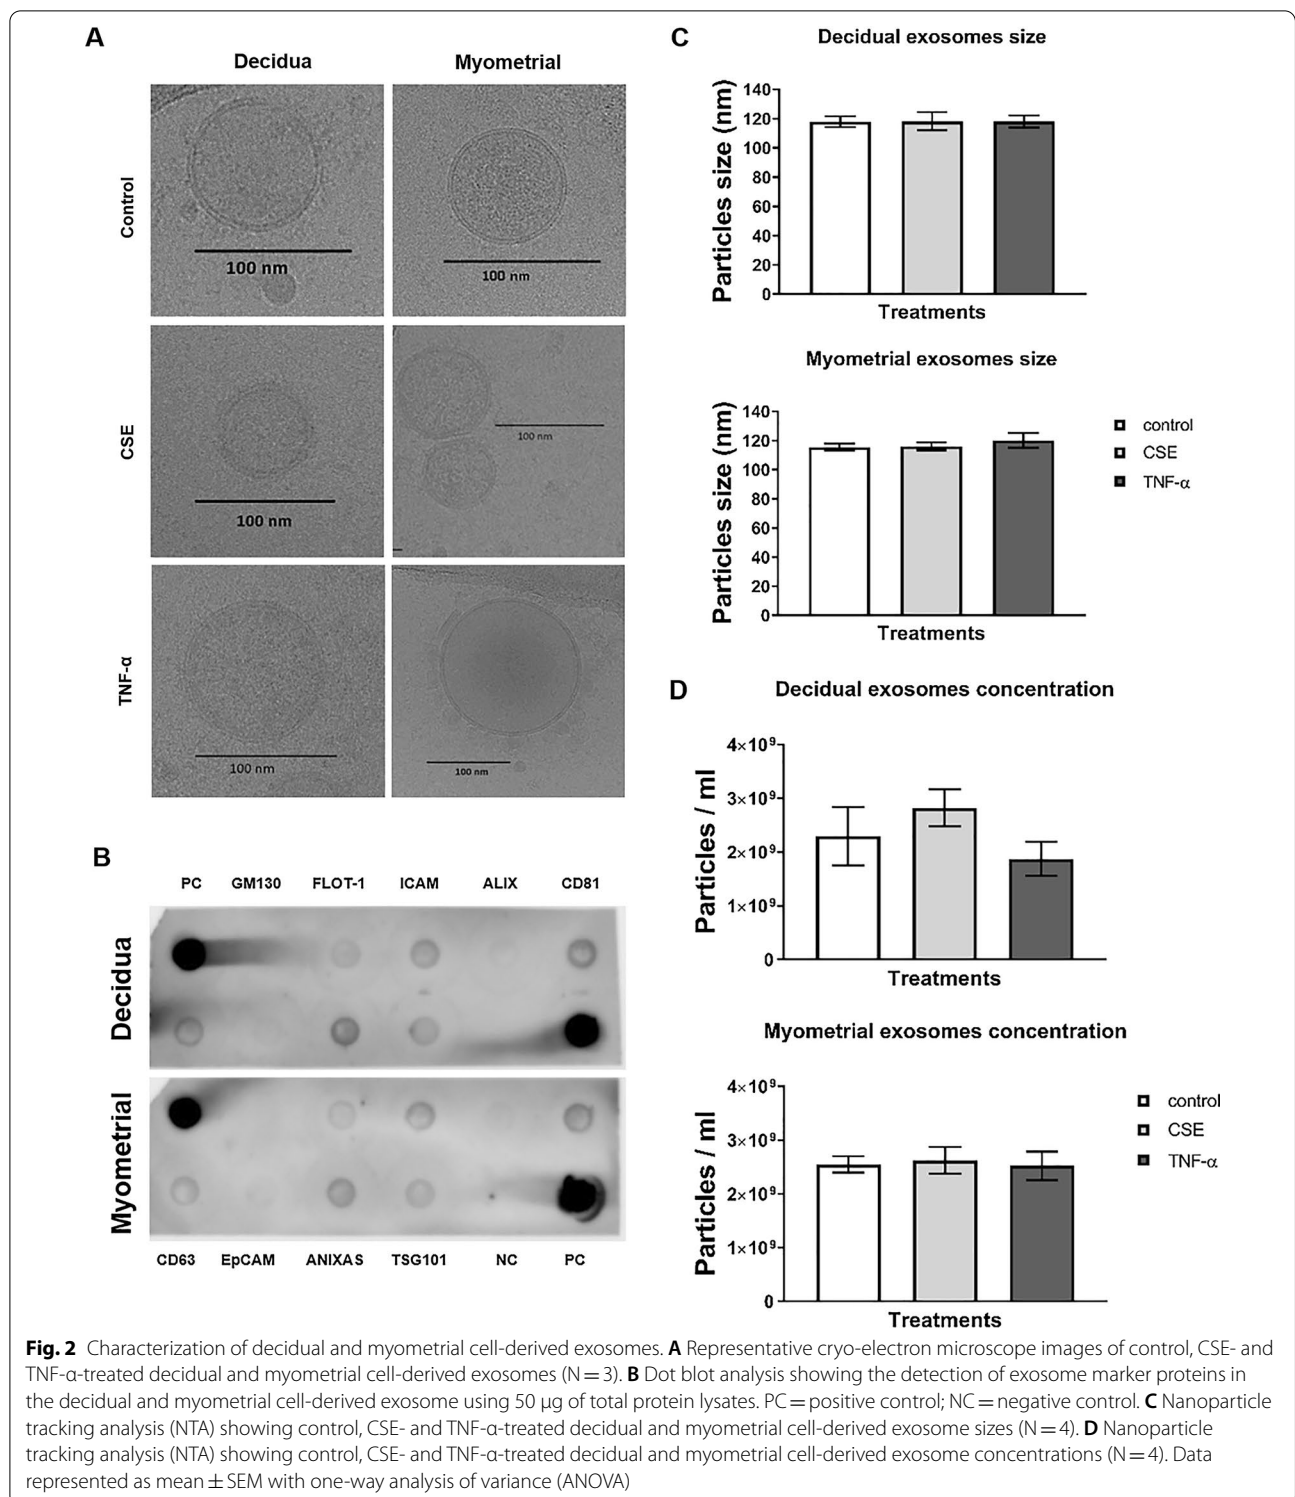 A
Decidua Myometrial
Control
100 nm
100 nm
CSE
100 nm
100 nm
TNF-α
100 nm
100 nm
B
PC GM130 FLOT-1 ICAM ALIX CD81
Decidua
Myometrial
CD63 EpCAM ANIXAS TSG101 NC PC
C
Decidual exosomes size
Particles size (nm)
140
120
100
80
60
40
20
0
Treatments
Myometrial exosomes size
Particles size (nm)
140
120
100
80
60
40
20
0
Treatments
control
CSE
TNF-α
D
Decidual exosomes concentration
Particles / ml
4×10⁹
3×10⁹
2×10⁹
1×10⁹
0
Treatments
Myometrial exosomes concentration
Particles / ml
4×10⁹
3×10⁹
2×10⁹
1×10⁹
0
Treatments
control
CSE
TNF-α
Fig. 2 Characterization of decidual and myometrial cell-derived exosomes. A Representative cryo-electron microscope images of control, CSE- and
TNF-α-treated decidual and myometrial cell-derived exosomes (N = 3). B Dot blot analysis showing the detection of exosome marker proteins in
the decidual and myometrial cell-derived exosome using 50 µg of total protein lysates. PC = positive control; NC = negative control. C Nanoparticle
tracking analysis (NTA) showing control, CSE- and TNF-α-treated decidual and myometrial cell-derived exosome sizes (N = 4). D Nanoparticle
tracking analysis (NTA) showing control, CSE- and TNF-α-treated decidual and myometrial cell-derived exosome concentrations (N = 4). Data
represented as mean ± SEM with one-way analysis of variance (ANOVA)